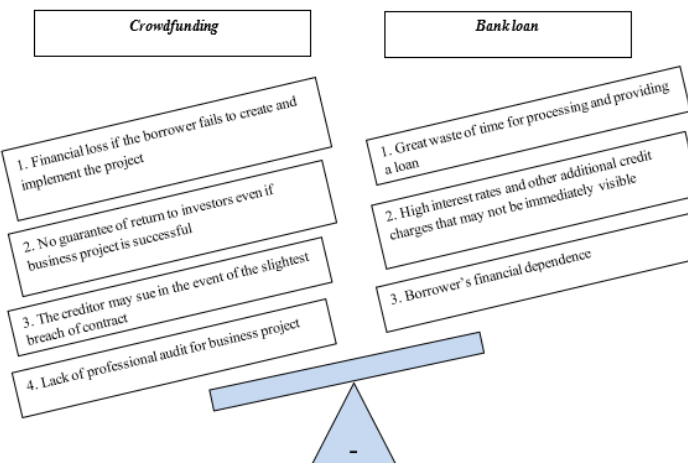 Crowdfunding
1. Financial loss if the borrower fails to create and
implement the project
2. No guarantee of return to investors even if
business project is successful
3. The creditor may sue in the event of the slightest
breach of contract
4. Lack of professional audit for business project
Bank loan
1. Great waste of time for processing and providing
a loan
2. High interest rates and other additional credit
charges that may not be immediately visible
3. Borrower`s financial dependence
-